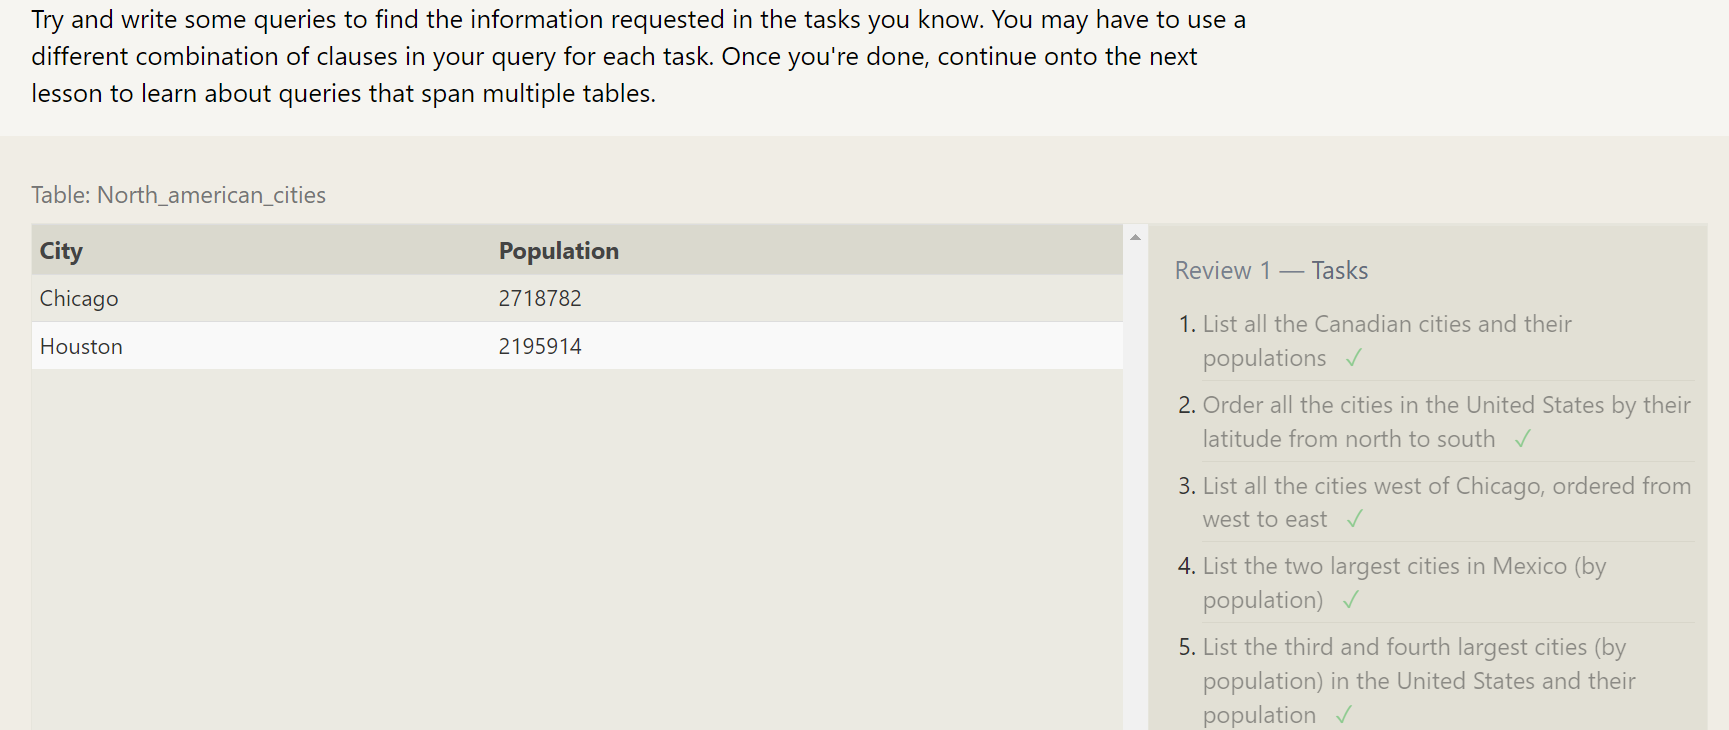 Try and write some queries to find the information requested in the tasks you know. You may have to use a
different combination of clauses in your query for each task. Once you're done, continue onto the next
lesson to learn about queries that span multiple tables.
Table: North_american_cities
City Population
Chicago 2718782
Houston 2195914
Review 1 — Tasks
1. List all the Canadian cities and their
populations ✓
2. Order all the cities in the United States by their
latitude from north to south ✓
3. List all the cities west of Chicago, ordered from
west to east ✓
4. List the two largest cities in Mexico (by
population) ✓
5. List the third and fourth largest cities (by
population) in the United States and their
population ✓